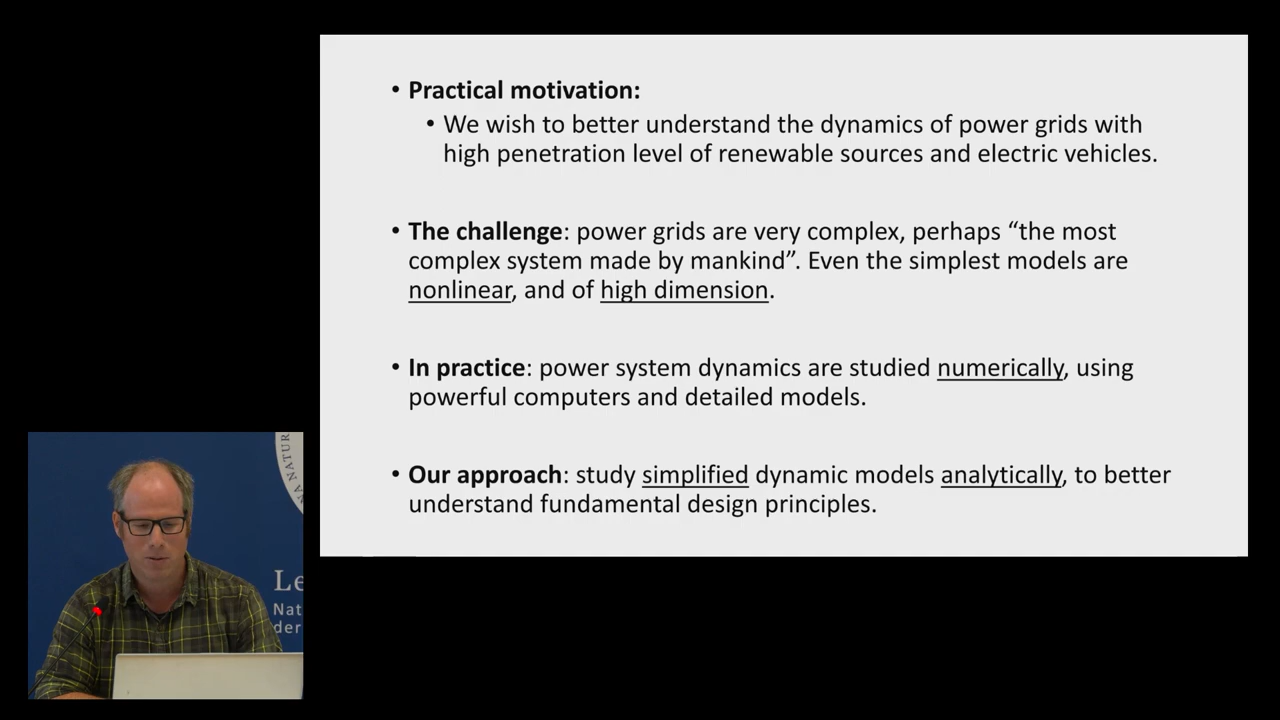 • Practical motivation:
• We wish to better understand the dynamics of power grids with
high penetration level of renewable sources and electric vehicles.
• The challenge: power grids are very complex, perhaps “the most
complex system made by mankind”. Even the simplest models are
nonlinear, and of high dimension.
• In practice: power system dynamics are studied numerically, using
powerful computers and detailed models.
• Our approach: study simplified dynamic models analytically, to better
understand fundamental design principles.
NA NATUR
Le
Nat
der